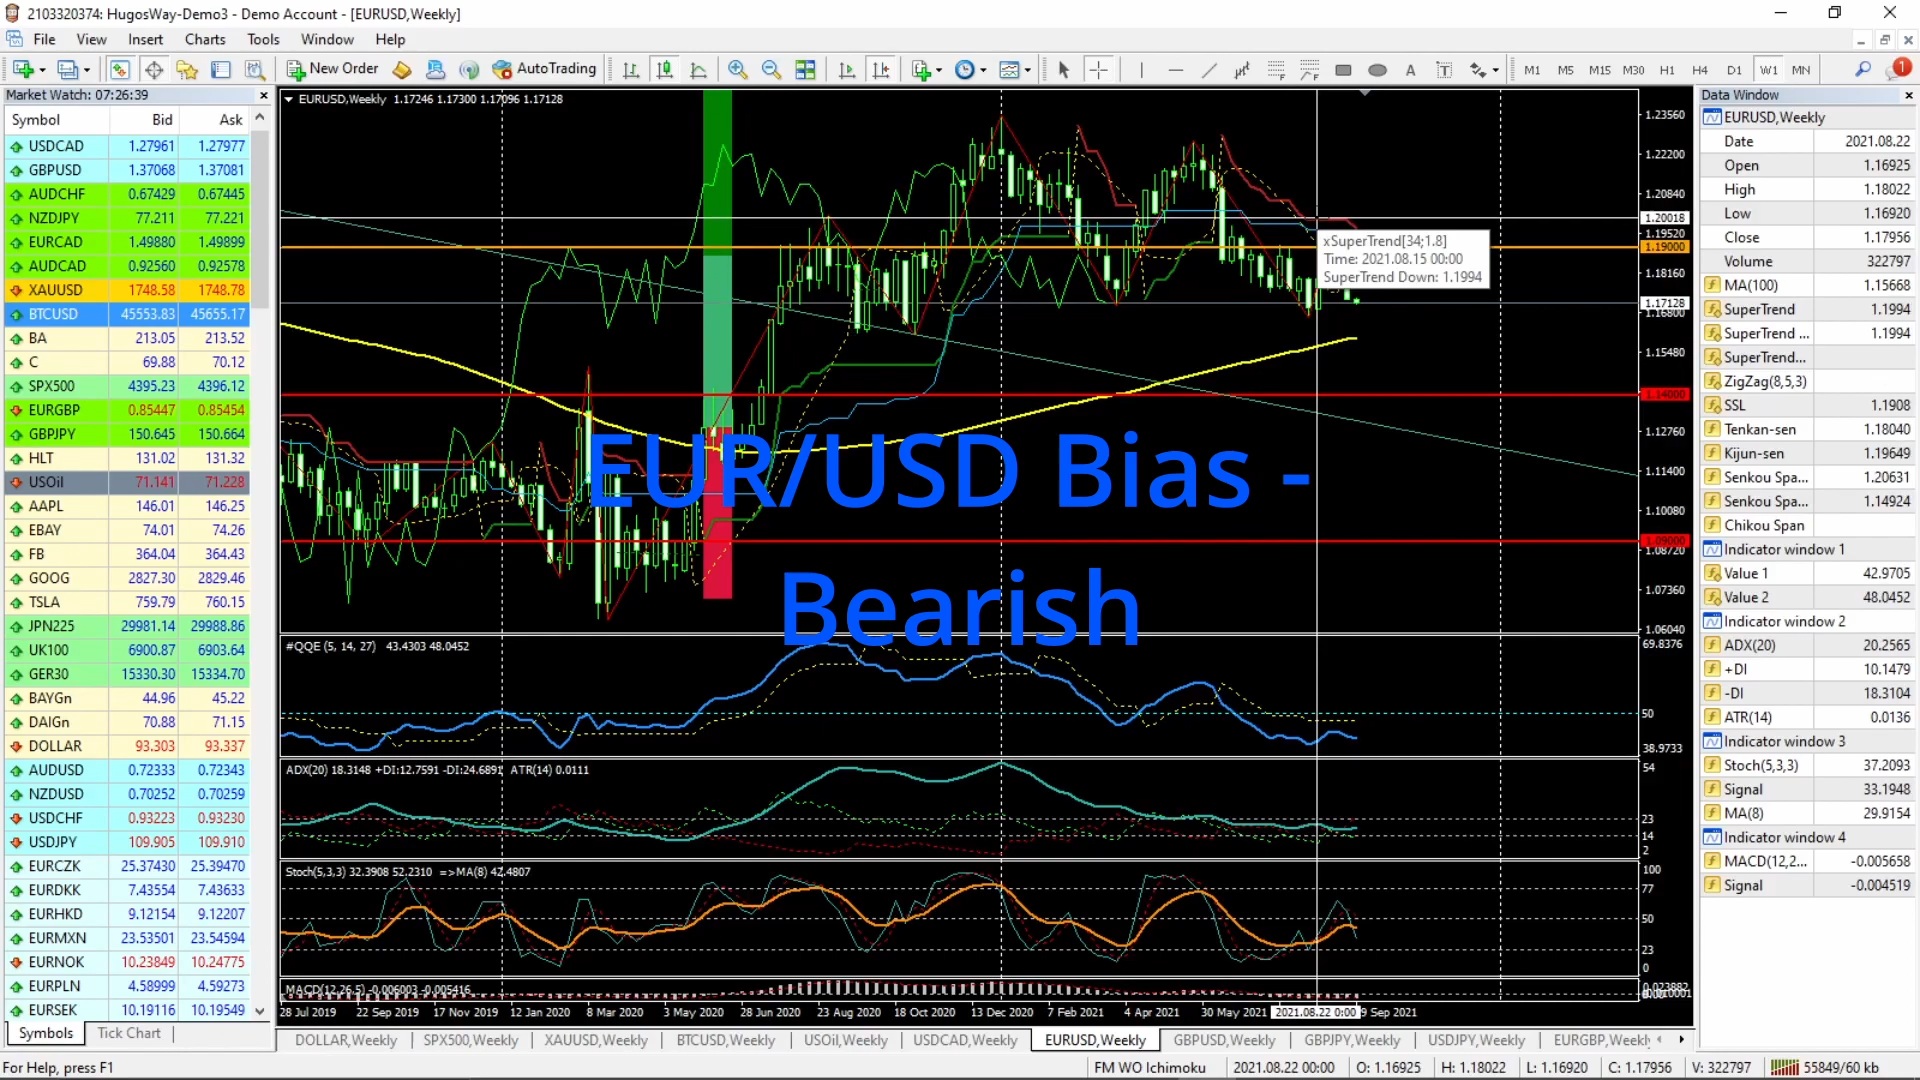 2103320374: HugosWay-Demo3 - Demo Account - [EURUSD,Weekly]
File View Insert Charts Tools Window Help
New Order AutoTrading M1 M5 M15 M30 H1 H4 D1 W1 MN 1
Market Watch: 07:26:39
Symbol Bid Ask
USDCAD 1.27961 1.27977
GBPUSD 1.37068 1.37081
AUDCHF 0.67429 0.67445
NZDJPY 77.211 77.221
EURCAD 1.49880 1.49899
AUDCAD 0.92560 0.92578
XAUUSD 1748.58 1748.78
BTCUSD 45553.83 45655.17
BA 213.05 213.52
C 69.88 70.12
SPX500 4395.23 4396.12
EURGBP 0.85447 0.85454
GBPJPY 150.645 150.664
HLT 131.02 131.32
USOil 71.141 71.228
AAPL 146.01 146.25
EBAY 74.01 74.26
FB 364.04 364.43
GOOG 2827.30 2829.46
TSLA 759.79 760.15
JPN225 29981.14 29988.86
UK100 6900.87 6903.64
GER30 15330.30 15334.70
BAYGn 44.96 45.22
DAIGn 70.88 71.15
DOLLAR 93.303 93.337
AUDUSD 0.72333 0.72343
NZDUSD 0.70252 0.70259
USDCHF 0.93223 0.93230
USDJPY 109.905 109.910
EURCZK 25.37430 25.39470
EURDKK 7.43554 7.43633
EURHKD 9.12154 9.12207
EURMXN 23.53501 23.54594
EURNOK 10.23849 10.24775
EURPLN 4.58999 4.59273
EURSEK 10.19116 10.19549
Symbols Tick Chart
EURUSD,Weekly 1.17246 1.17300 1.17096 1.17128
1.23560
1.22200
1.20840
1.20018
1.19520
1.19000
1.18160
1.17128
1.16800
1.15480
1.14000
1.12760
1.11400
1.10080
1.09000
1.08720
1.07360
1.06040
xSuperTrend[34;1.8]
Time: 2021.08.15 00:00
SuperTrend Down: 1.1994
EUR/USD Bias -
Bearish
#QQE (5, 14, 27) 43.4303 48.0452
69.8376
50
38.9733
ADX(20) 18.3148 +DI:12.7591 -DI:24.6891 ATR(14) 0.0111
54
23
14
2
Stoch(5,3,3) 32.3908 52.2310 =>MA(8) 42.4807
100
77
50
23
0
MACD(12,26,5) -0.006003 -0.005416
0.023882
28 Jul 2019 22 Sep 2019 17 Nov 2019 12 Jan 2020 8 Mar 2020 3 May 2020 28 Jun 2020 23 Aug 2020 18 Oct 2020 13 Dec 2020 7 Feb 2021 4 Apr 2021 30 May 2021 2021.08.22 0:00 9 Sep 2021
DOLLAR,Weekly SPX500,Weekly XAUUSD,Weekly BTCUSD,Weekly USOil,Weekly USDCAD,Weekly EURUSD,Weekly GBPUSD,Weekly GBPJPY,Weekly USDJPY,Weekly EURGBP,Weekly
Data Window
EURUSD,Weekly
Date 2021.08.22
Open 1.16925
High 1.18022
Low 1.16920
Close 1.17956
Volume 322797
MA(100) 1.15668
SuperTrend 1.1994
SuperTrend ... 1.1994
SuperTrend...
ZigZag(8,5,3)
SSL 1.1908
Tenkan-sen 1.18040
Kijun-sen 1.19649
Senkou Spa... 1.20631
Senkou Spa... 1.14924
Chikou Span
Indicator window 1
Value 1 42.9705
Value 2 48.0452
Indicator window 2
ADX(20) 20.2565
+DI 10.1479
-DI 18.3104
ATR(14) 0.0136
Indicator window 3
Stoch(5,3,3) 37.2093
Signal 33.1948
MA(8) 29.9154
Indicator window 4
MACD(12,2... -0.005658
Signal -0.004519
For Help, press F1 FM WO Ichimoku 2021.08.22 00:00 O: 1.16925 H: 1.18022 L: 1.16920 C: 1.17956 V: 322797 55849/60 kb